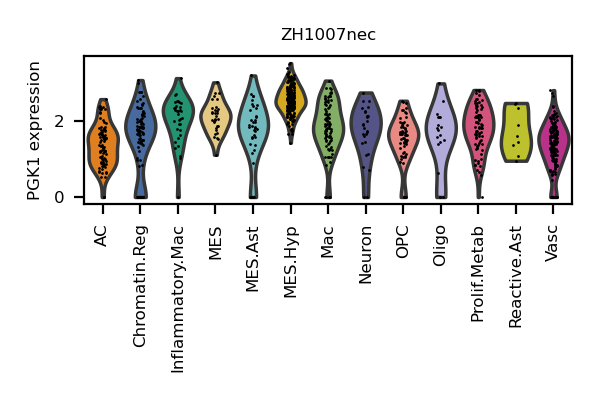 ZH1007nec
PGK1 expression
2
0
AC
Chromatin.Reg
Inflammatory.Mac
MES
MES.Ast
MES.Hyp
Mac
Neuron
OPC
Oligo
Prolif.Metab
Reactive.Ast
Vasc